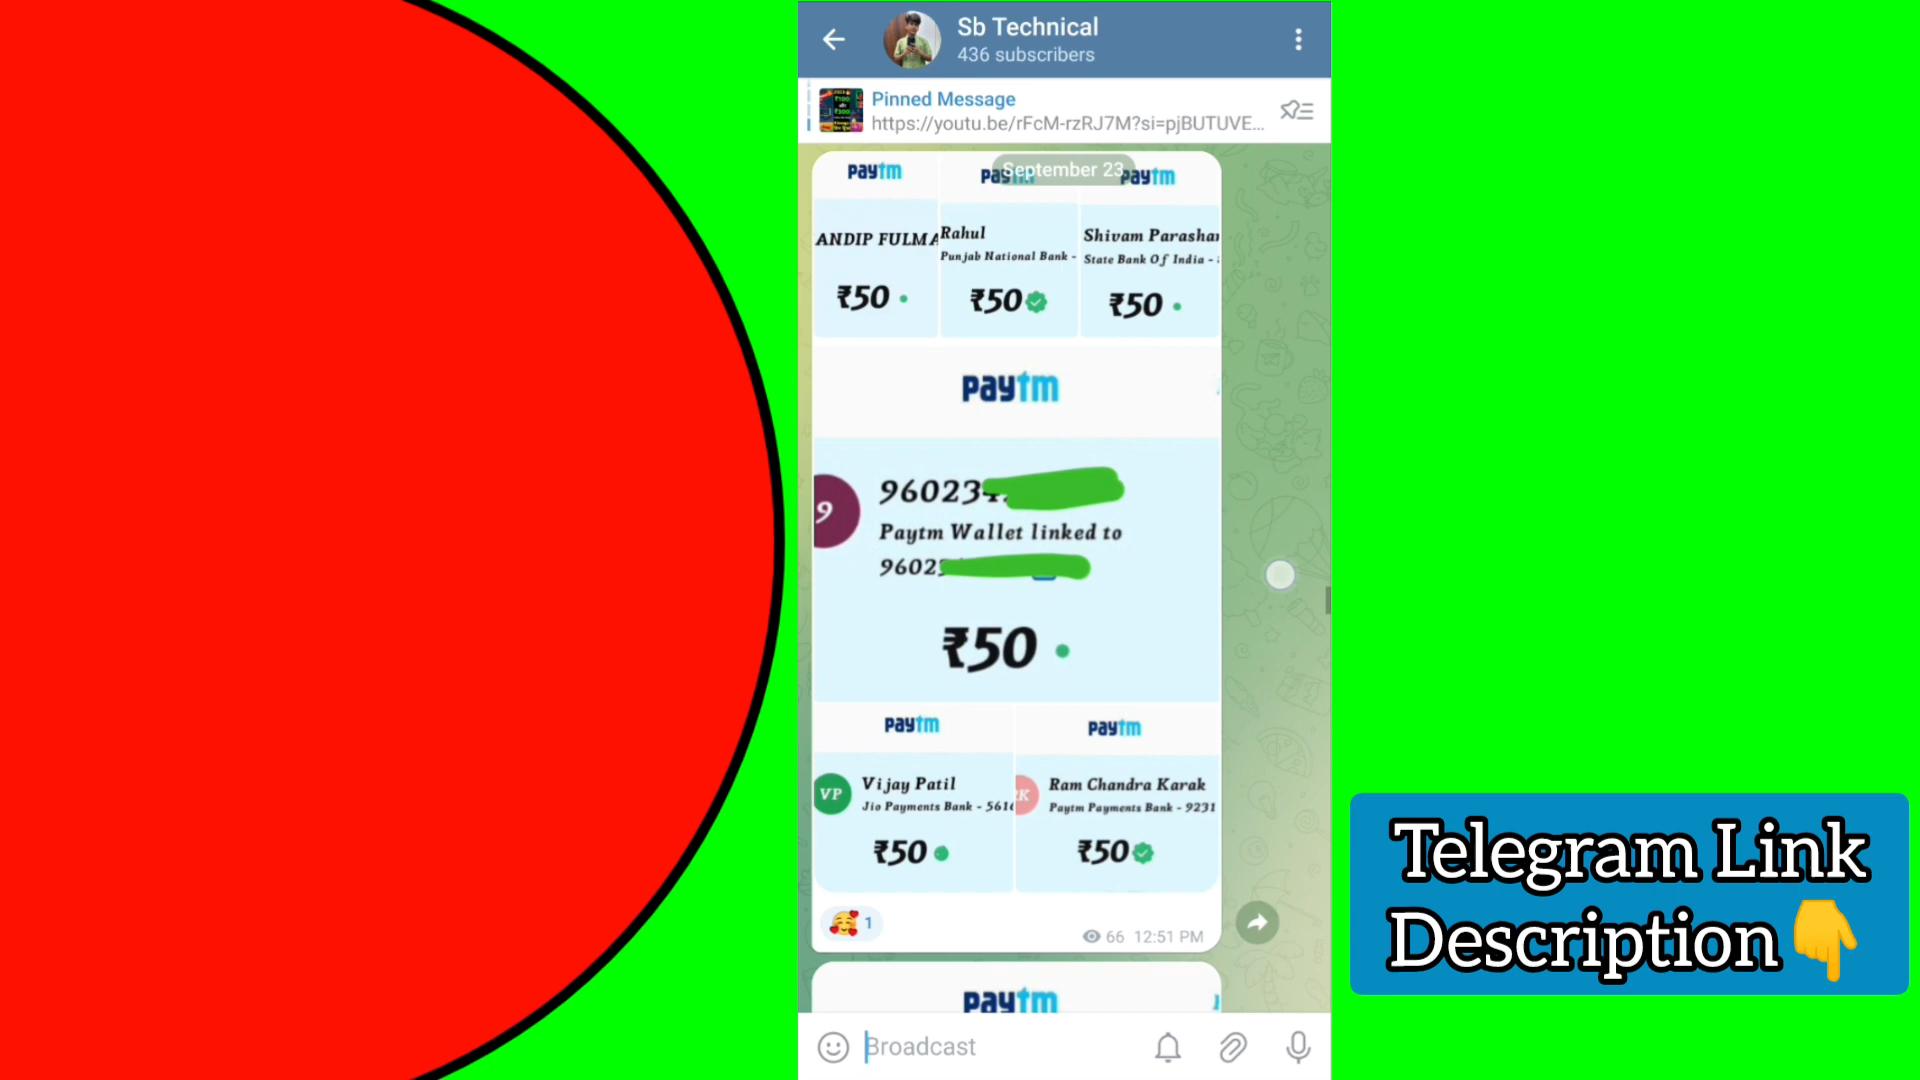 Sb Technical
436 subscribers
Pinned Message
https://youtu.be/rFcM-rzRJ7M?si=pjBUTUVE...
September 23
paytm
paytm
ANDIP FULMA
₹50
Rahul
Punjab National Bank -
₹50
Shivam Parashar
State Bank Of India -
₹50
paytm
9
96023
Paytm Wallet linked to
9602
₹50
paytm
VP
Vijay Patil
Jio Payments Bank - 561
₹50
paytm
K
Ram Chandra Karak
Paytm Payments Bank - 9231
₹50
🥰 1
66 12:51 PM
paytm
Broadcast
Telegram Link
Description👇